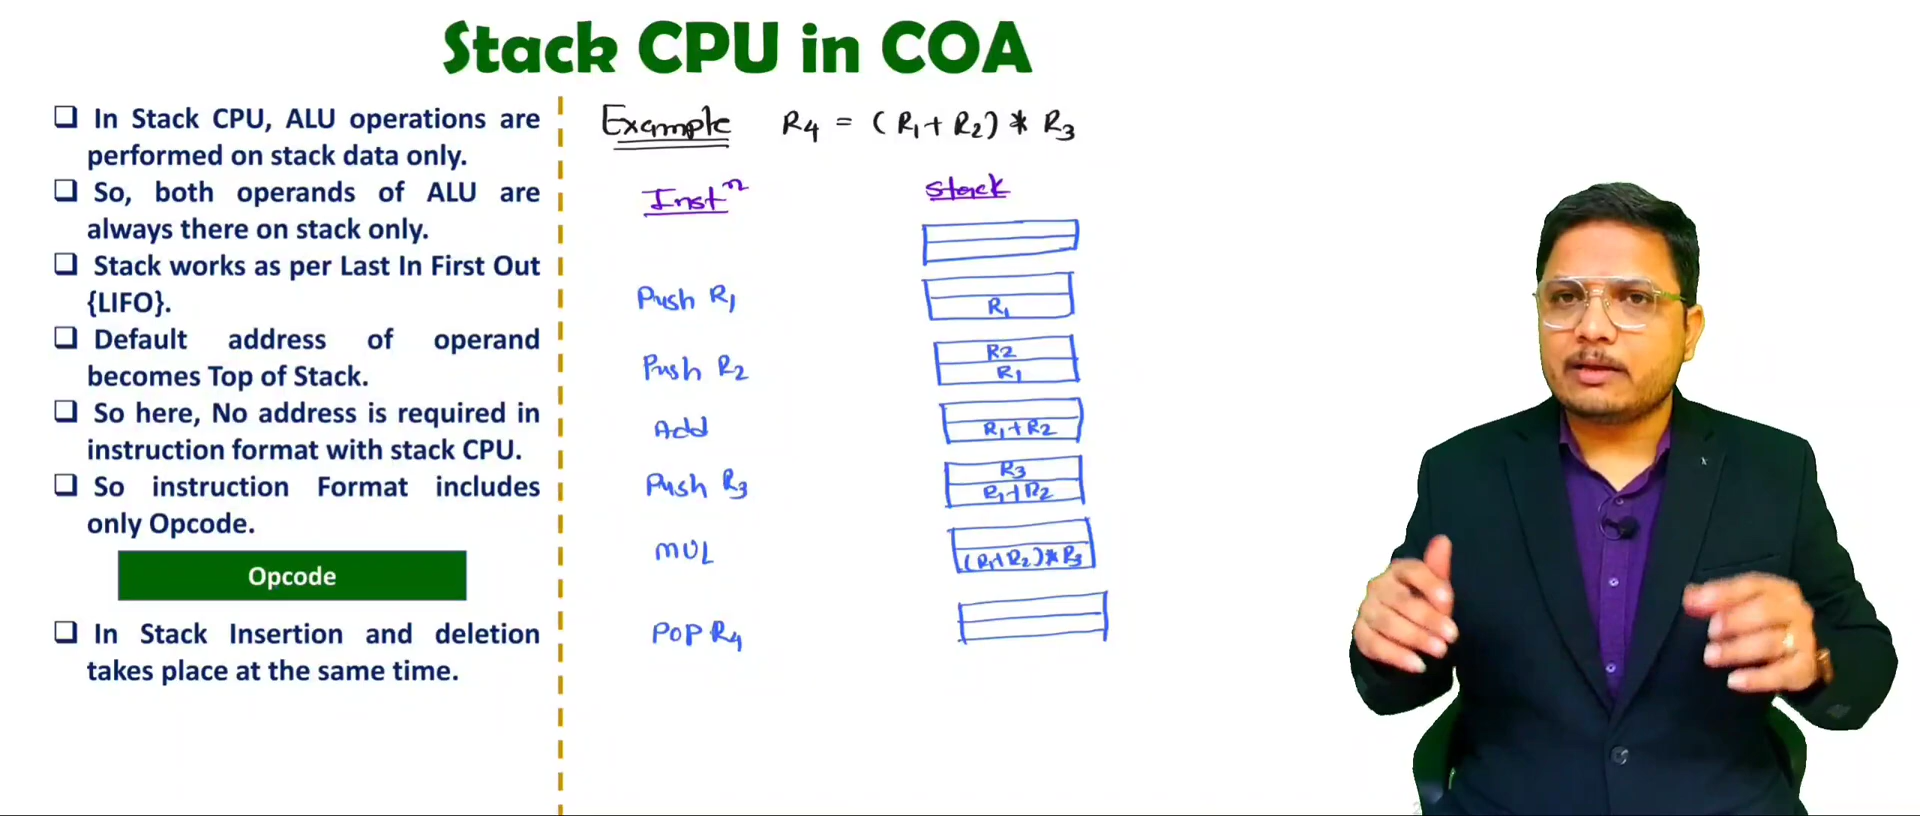 Stack CPU in COA
❑ In Stack CPU, ALU operations are
performed on stack data only.
❑ So, both operands of ALU are
always there on stack only.
❑ Stack works as per Last In First Out
{LIFO}.
❑ Default address of operand
becomes Top of Stack.
❑ So here, No address is required in
instruction format with stack CPU.
❑ So instruction Format includes
only Opcode.
Opcode
❑ In Stack Insertion and deletion
takes place at the same time.
Example R4 = (R1 + R2) * R3
Instⁿ Stack
Push R1
R1
Push R2
R2
R1
Add
R1+R2
Push R3
R3
R1+R2
MUL
(R1+R2)*R3
POP R4